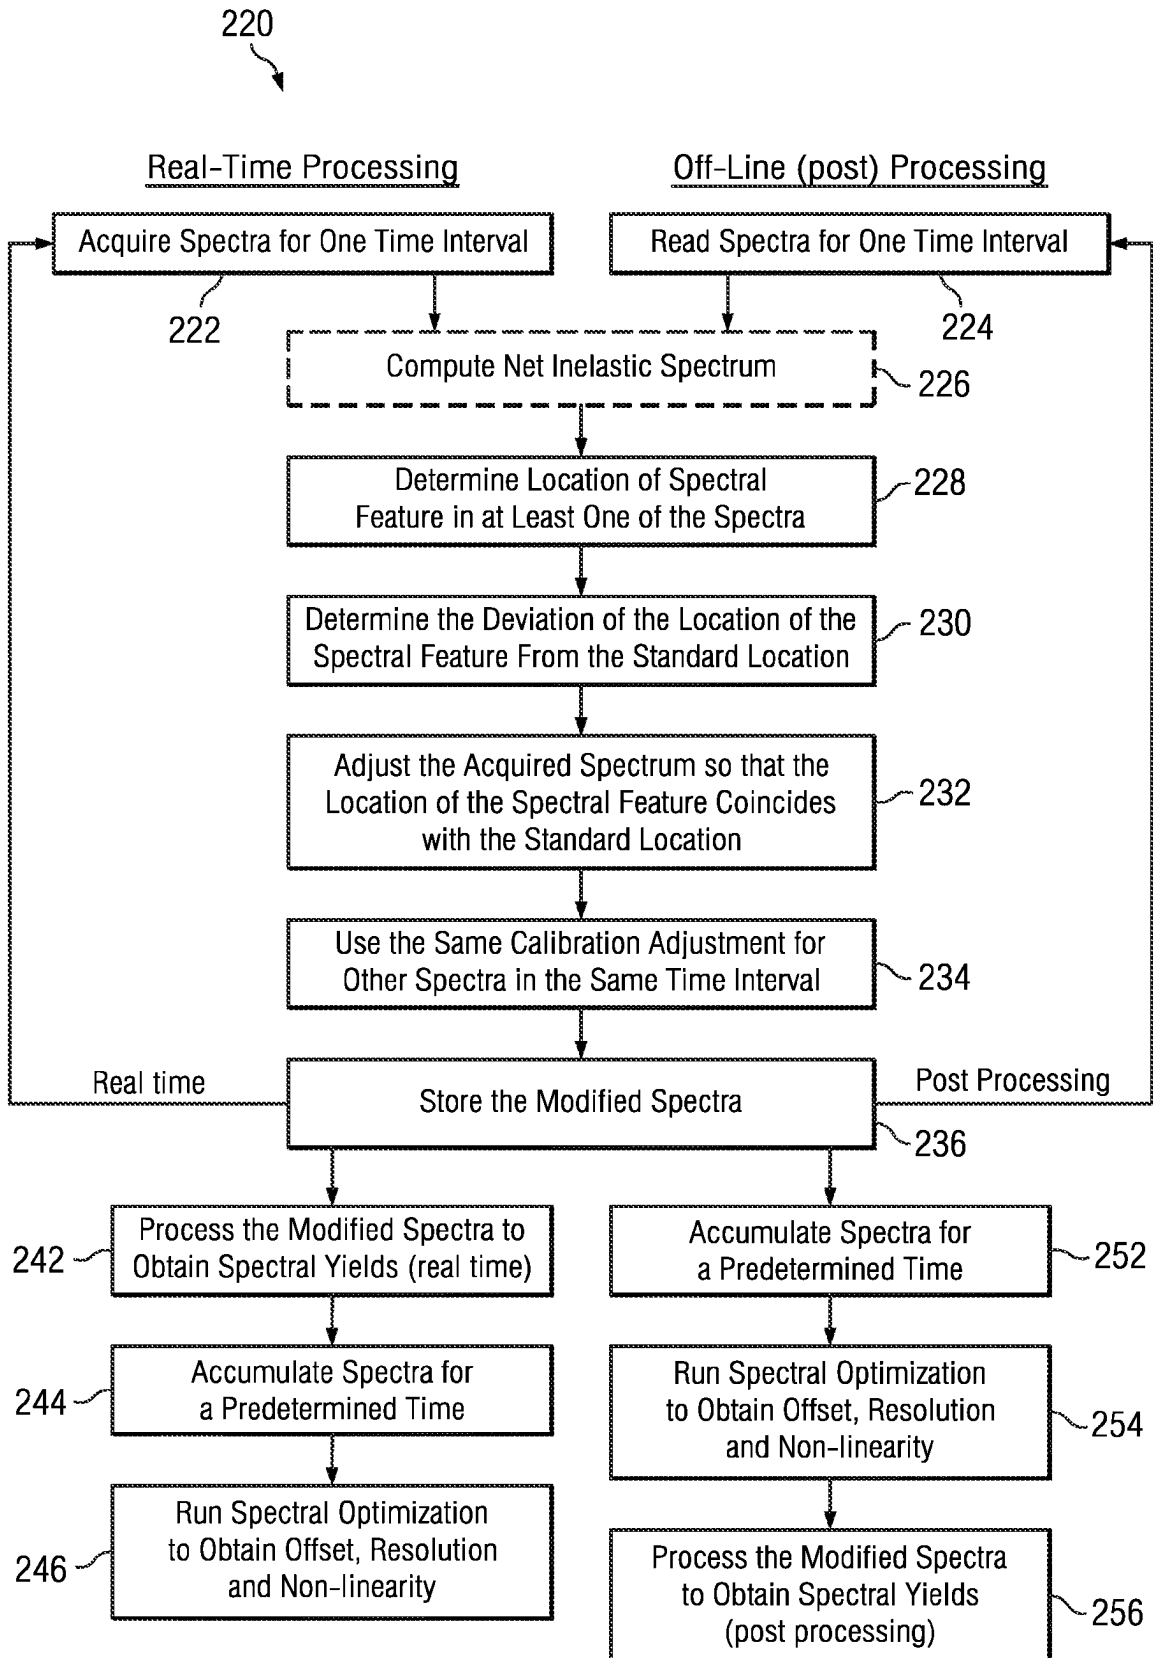 220
Real-Time Processing
Off-Line (post) Processing
Acquire Spectra for One Time Interval
Read Spectra for One Time Interval
222
224
Compute Net Inelastic Spectrum
226
Determine Location of Spectral
Feature in at Least One of the Spectra
228
Determine the Deviation of the Location of the
Spectral Feature From the Standard Location
230
Adjust the Acquired Spectrum so that the
Location of the Spectral Feature Coincides
with the Standard Location
232
Use the Same Calibration Adjustment for
Other Spectra in the Same Time Interval
234
Real time
Store the Modified Spectra
Post Processing
236
242
Process the Modified Spectra to
Obtain Spectral Yields (real time)
Accumulate Spectra for
a Predetermined Time
252
244
Accumulate Spectra for
a Predetermined Time
Run Spectral Optimization
to Obtain Offset, Resolution
and Non-linearity
254
246
Run Spectral Optimization
to Obtain Offset, Resolution
and Non-linearity
Process the Modified Spectra
to Obtain Spectral Yields
(post processing)
256